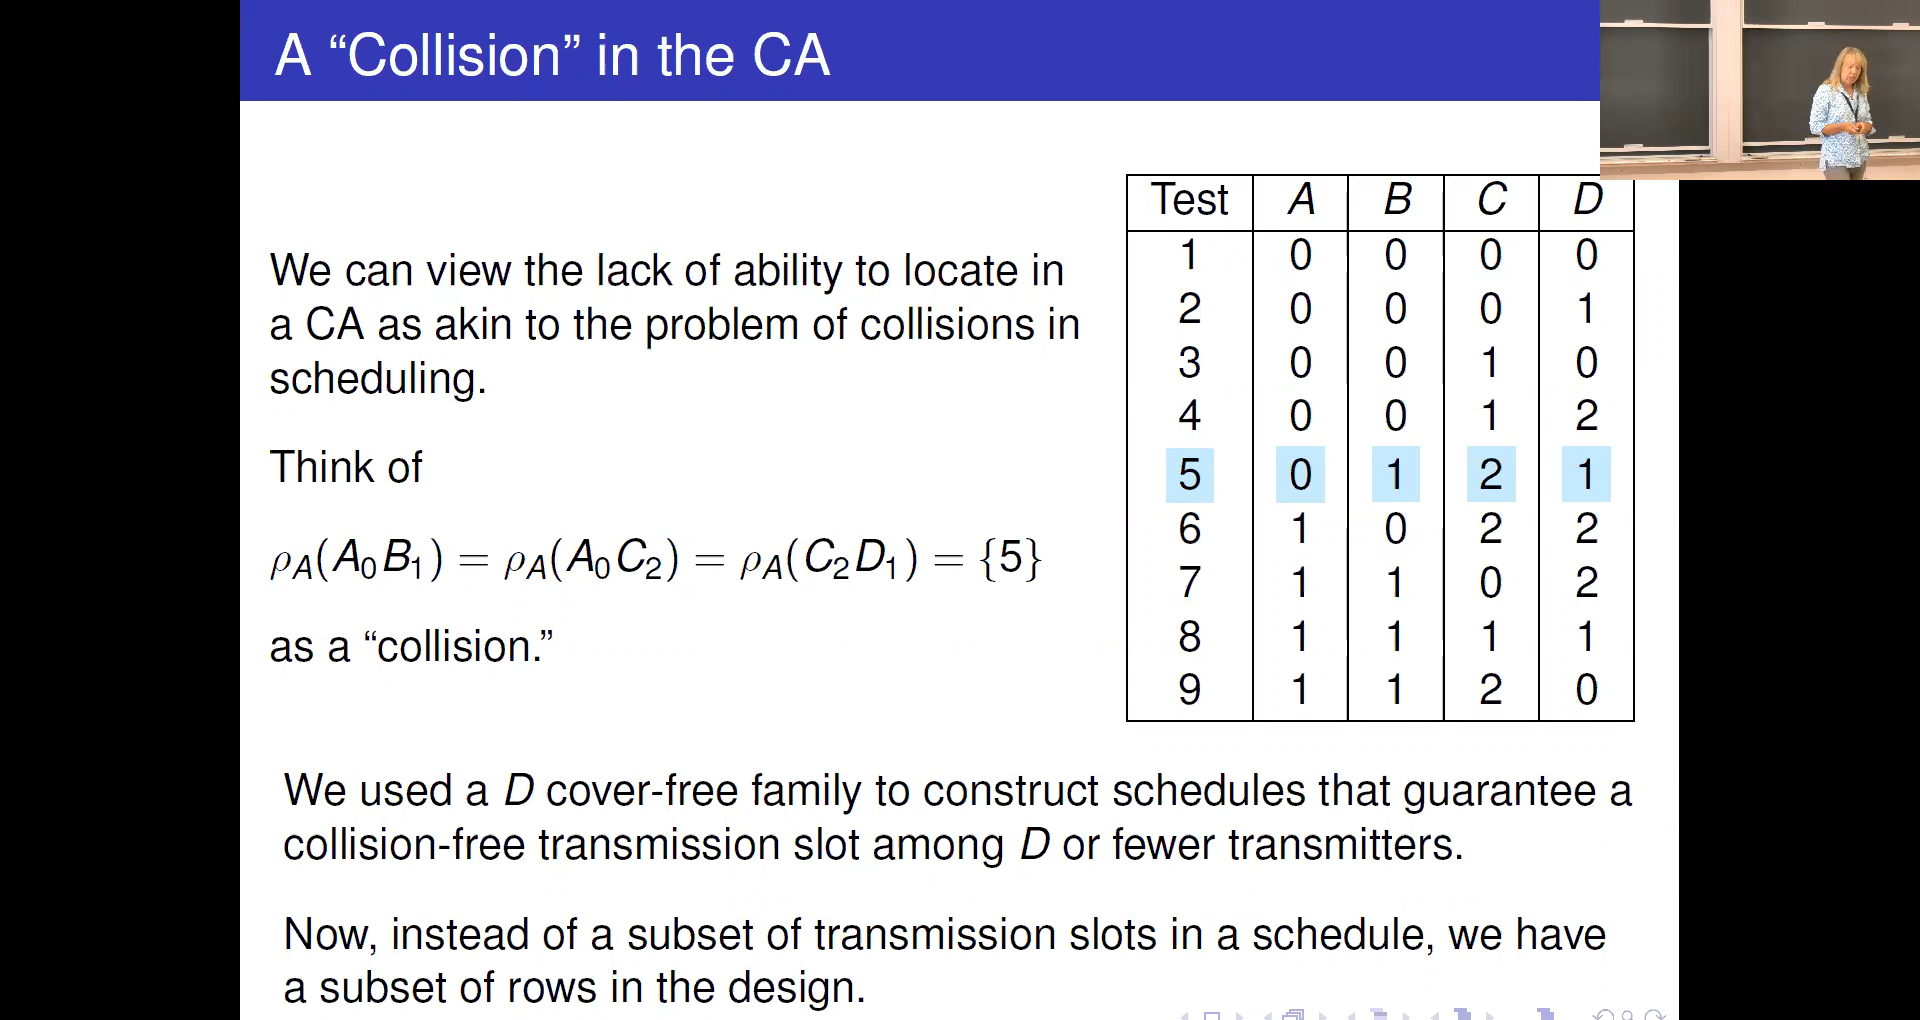 A “Collision” in the CA
We can view the lack of ability to locate in
a CA as akin to the problem of collisions in
scheduling.
Think of
ρA(A0B1) = ρA(A0C2) = ρA(C2D1) = {5}
as a “collision.”
Test A B C D
1 0 0 0 0
2 0 0 0 1
3 0 0 1 0
4 0 0 1 2
5 0 1 2 1
6 1 0 2 2
7 1 1 0 2
8 1 1 1 1
9 1 1 2 0
We used a D cover-free family to construct schedules that guarantee a
collision-free transmission slot among D or fewer transmitters.
Now, instead of a subset of transmission slots in a schedule, we have
a subset of rows in the design.